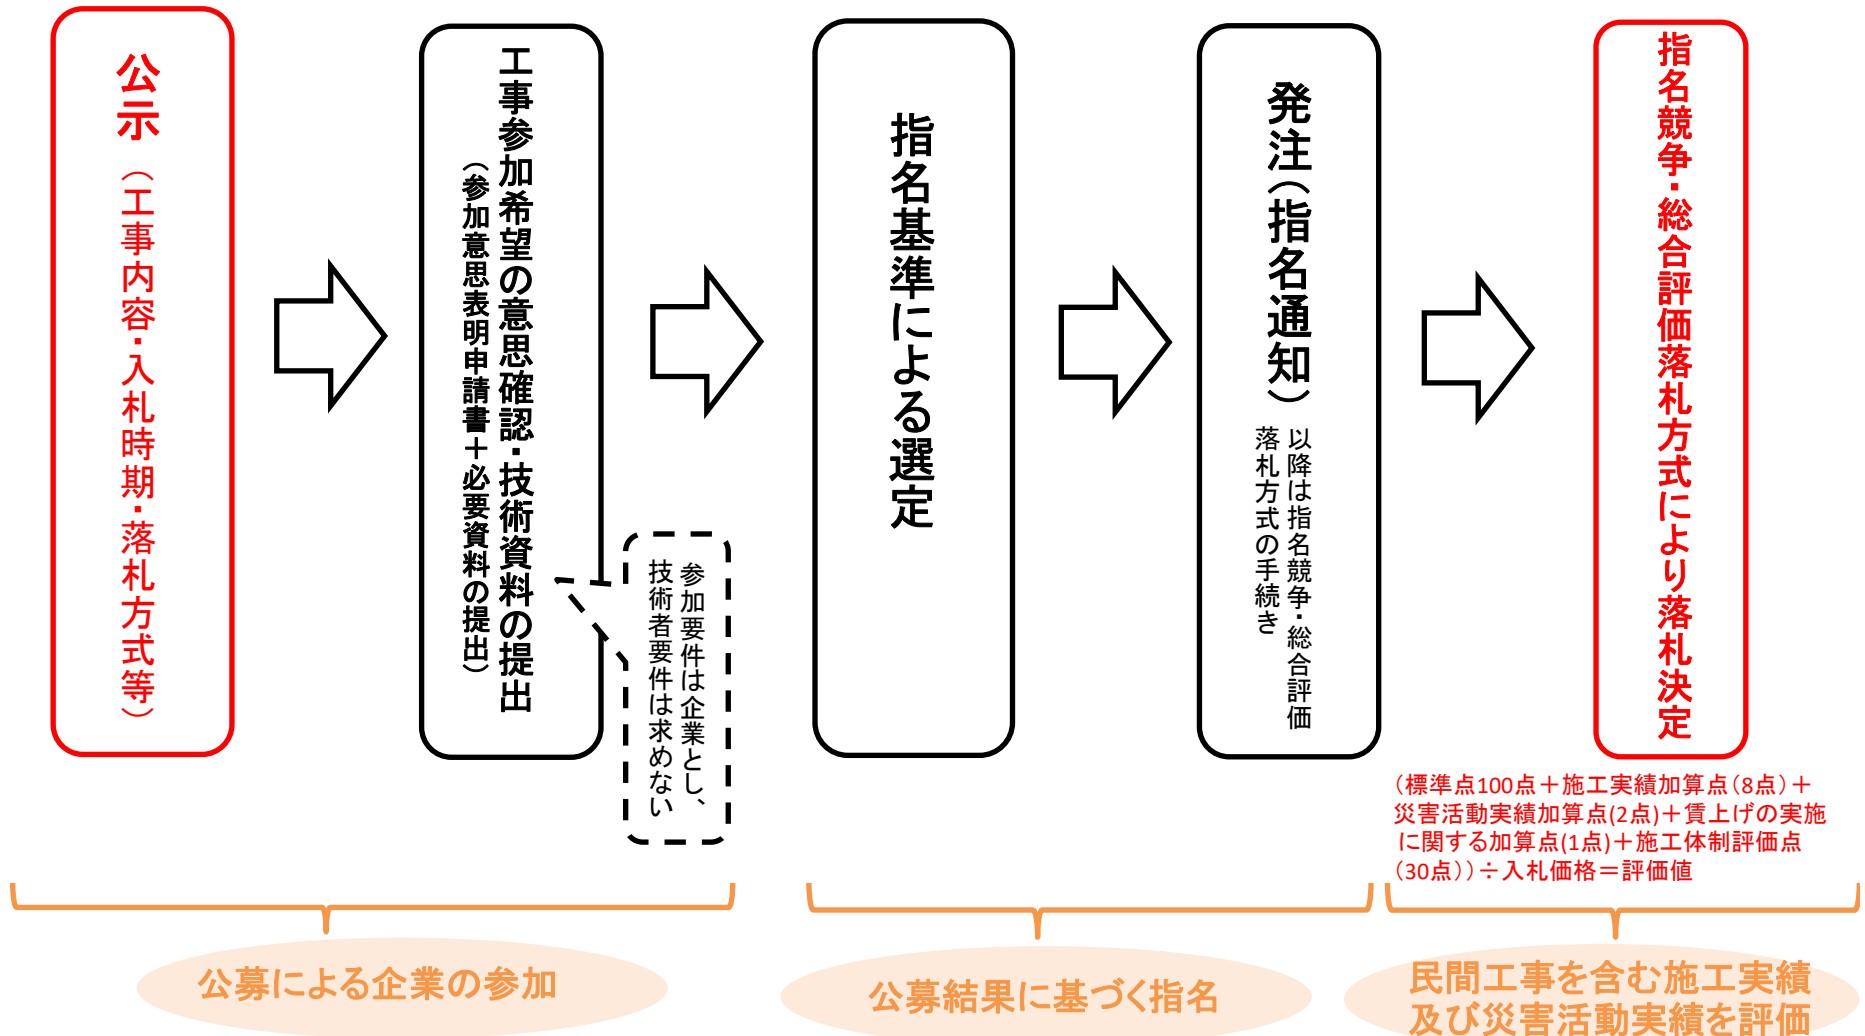 公示（工事内容・入札時期・落札方式等）
工事参加希望の意思確認・技術資料の提出
（参加意思表明申請書＋必要資料の提出）
参加要件は企業とし、
技術者要件は求めない
指名基準による選定
発注（指名通知）
以降は指名競争・総合評価
落札方式の手続き
指名競争・総合評価落札方式により落札決定
（標準点100点＋施工実績加算点（8点）＋
災害活動実績加算点(2点)＋賃上げの実施
に関する加算点(1点)＋施工体制評価点
（30点））÷入札価格＝評価値
公募による企業の参加
公募結果に基づく指名
民間工事を含む施工実績
及び災害活動実績を評価